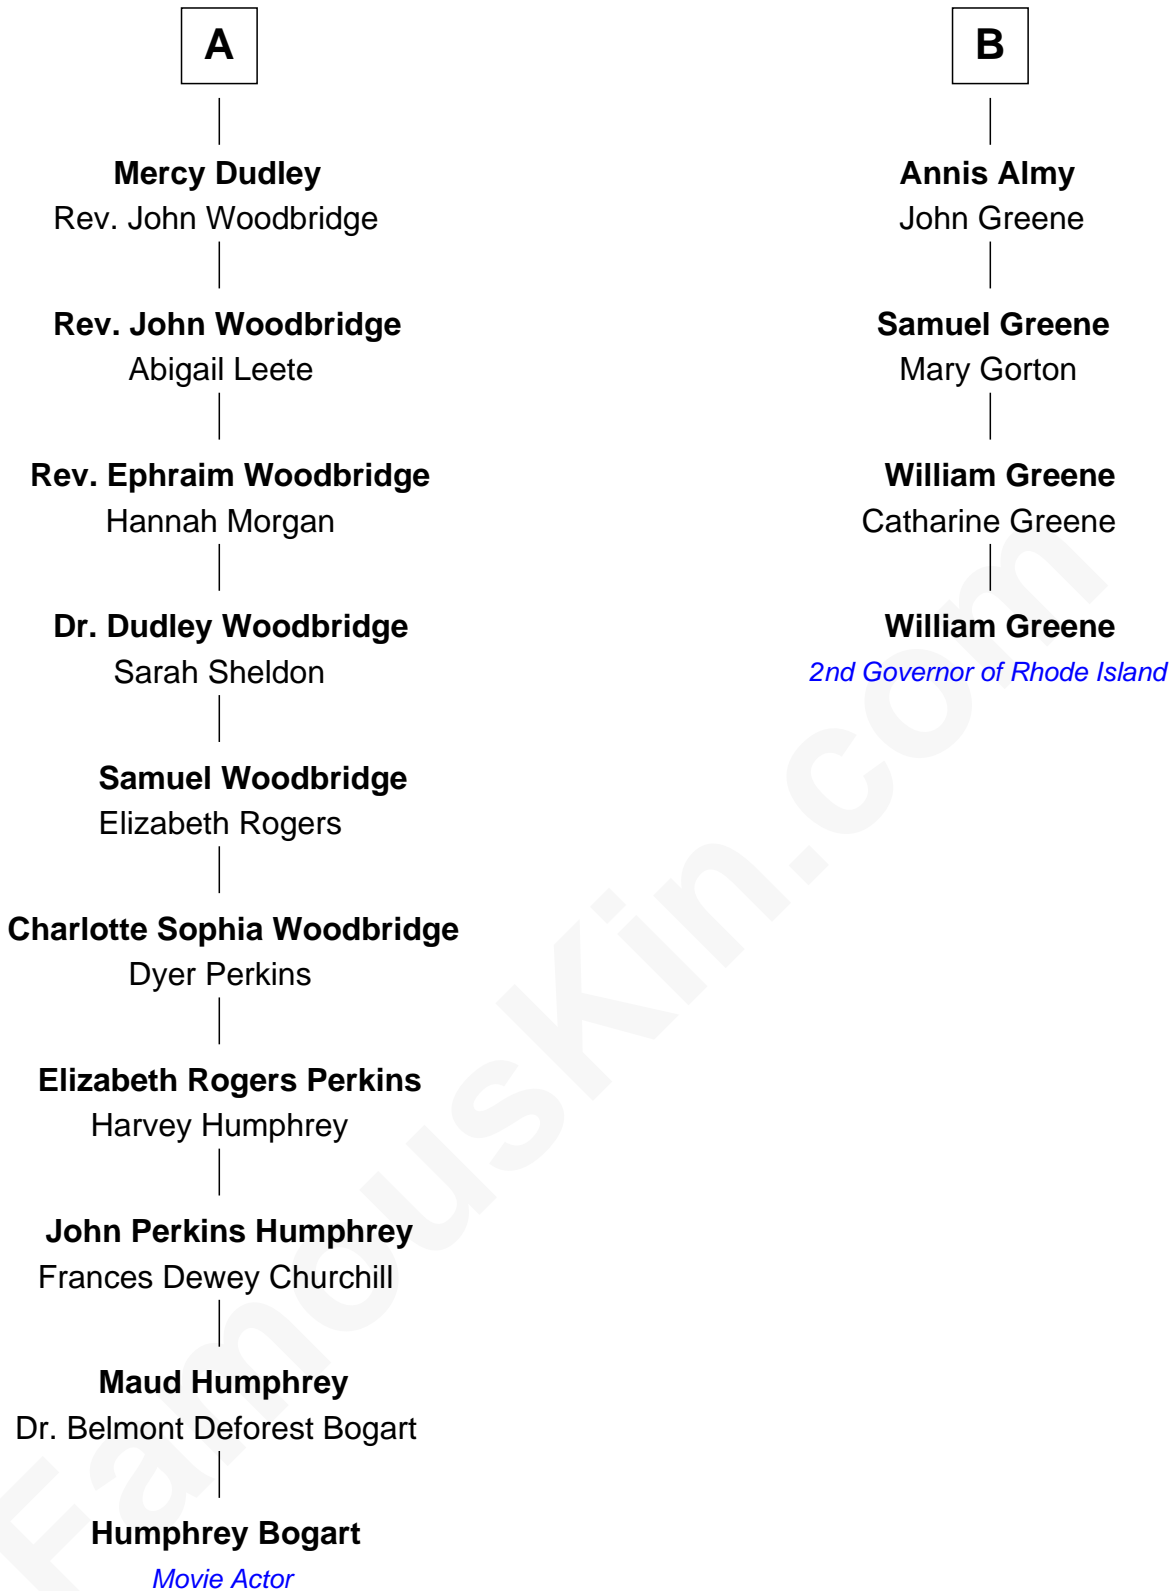 A
Mercy Dudley
Rev. John Woodbridge
Rev. John Woodbridge
Abigail Leete
Rev. Ephraim Woodbridge
Hannah Morgan
Dr. Dudley Woodbridge
Sarah Sheldon
Samuel Woodbridge
Elizabeth Rogers
Charlotte Sophia Woodbridge
Dyer Perkins
Elizabeth Rogers Perkins
Harvey Humphrey
John Perkins Humphrey
Frances Dewey Churchill
Maud Humphrey
Dr. Belmont Deforest Bogart
Humphrey Bogart
Movie Actor
B
Annis Almy
John Greene
Samuel Greene
Mary Gorton
William Greene
Catharine Greene
William Greene
2nd Governor of Rhode Island
FamousKin.com